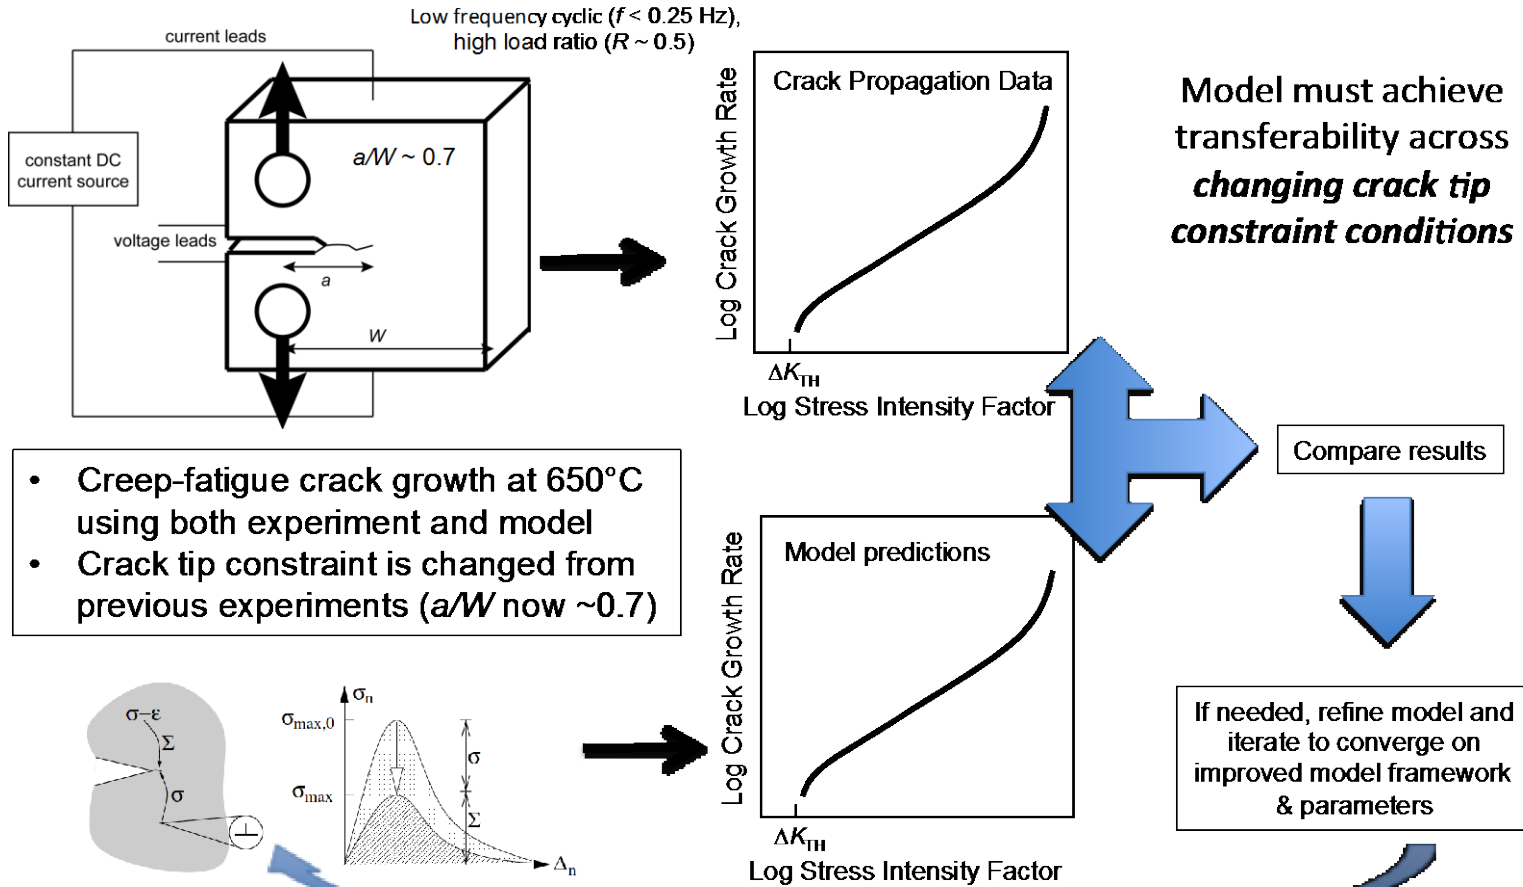 Low frequency cyclic (f < 0.25 Hz),
high load ratio (R ~ 0.5)
current leads
constant DC
current source
a/W ~ 0.7
voltage leads
a
W
Crack Propagation Data
Log Crack Growth Rate
ΔK_TH
Log Stress Intensity Factor
Model must achieve
transferability across
changing crack tip
constraint conditions
Compare results
• Creep-fatigue crack growth at 650°C
using both experiment and model
• Crack tip constraint is changed from
previous experiments (a/W now ~0.7)
Model predictions
Log Crack Growth Rate
ΔK_TH
Log Stress Intensity Factor
If needed, refine model and
iterate to converge on
improved model framework
& parameters
σ–ε
Σ
σ
⊥
σn
σmax,0
σmax
σ
Σ
Δn